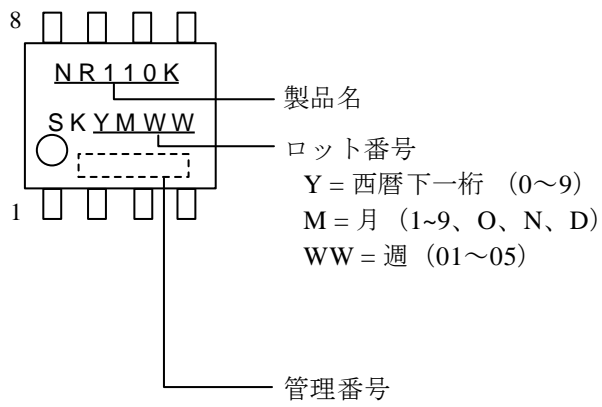 8
NR110K
SKYMWW
1
製品名
ロット番号
Y = 西暦下一桁 （0～9）
M = 月（1~9、O、N、D）
WW = 週（01～05）
管理番号